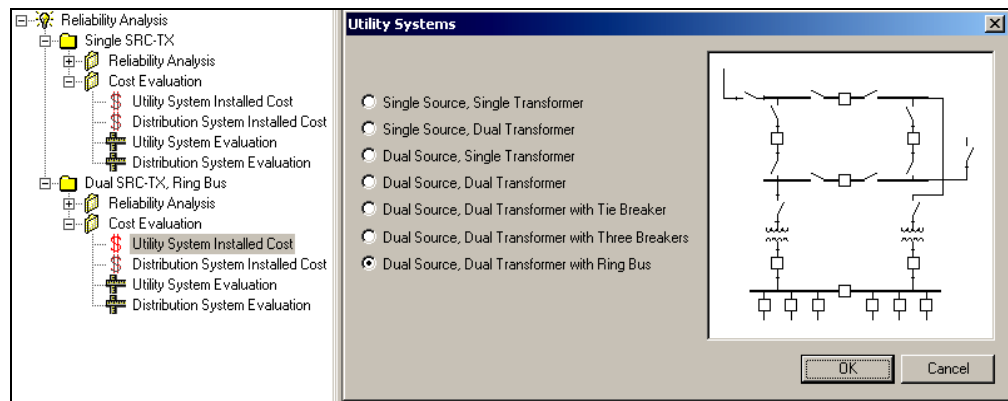 Reliability Analysis
Single SRC-TX
Reliability Analysis
Cost Evaluation
Utility System Installed Cost
Distribution System Installed Cost
Utility System Evaluation
Distribution System Evaluation
Dual SRC-TX, Ring Bus
Reliability Analysis
Cost Evaluation
Utility System Installed Cost
Distribution System Installed Cost
Utility System Evaluation
Distribution System Evaluation
Utility Systems
Single Source, Single Transformer
Single Source, Dual Transformer
Dual Source, Single Transformer
Dual Source, Dual Transformer
Dual Source, Dual Transformer with Tie Breaker
Dual Source, Dual Transformer with Three Breakers
Dual Source, Dual Transformer with Ring Bus
OK
Cancel